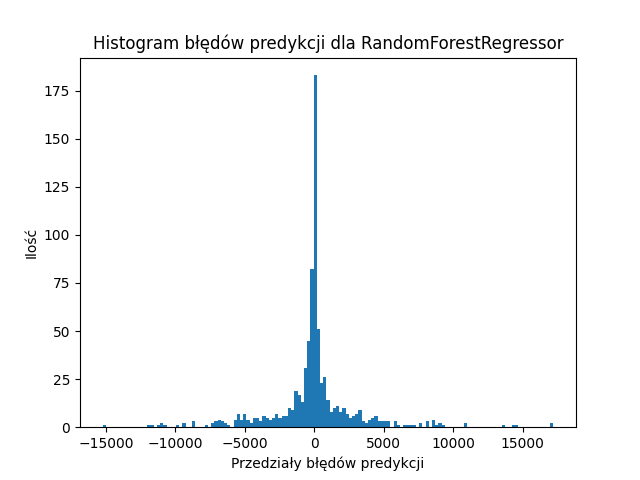 Histogram błędów predykcji dla RandomForestRegressor
175
150
125
100
75
50
25
0
Ilość
−15000 −10000 −5000 0 5000 10000 15000
Przedziały błędów predykcji